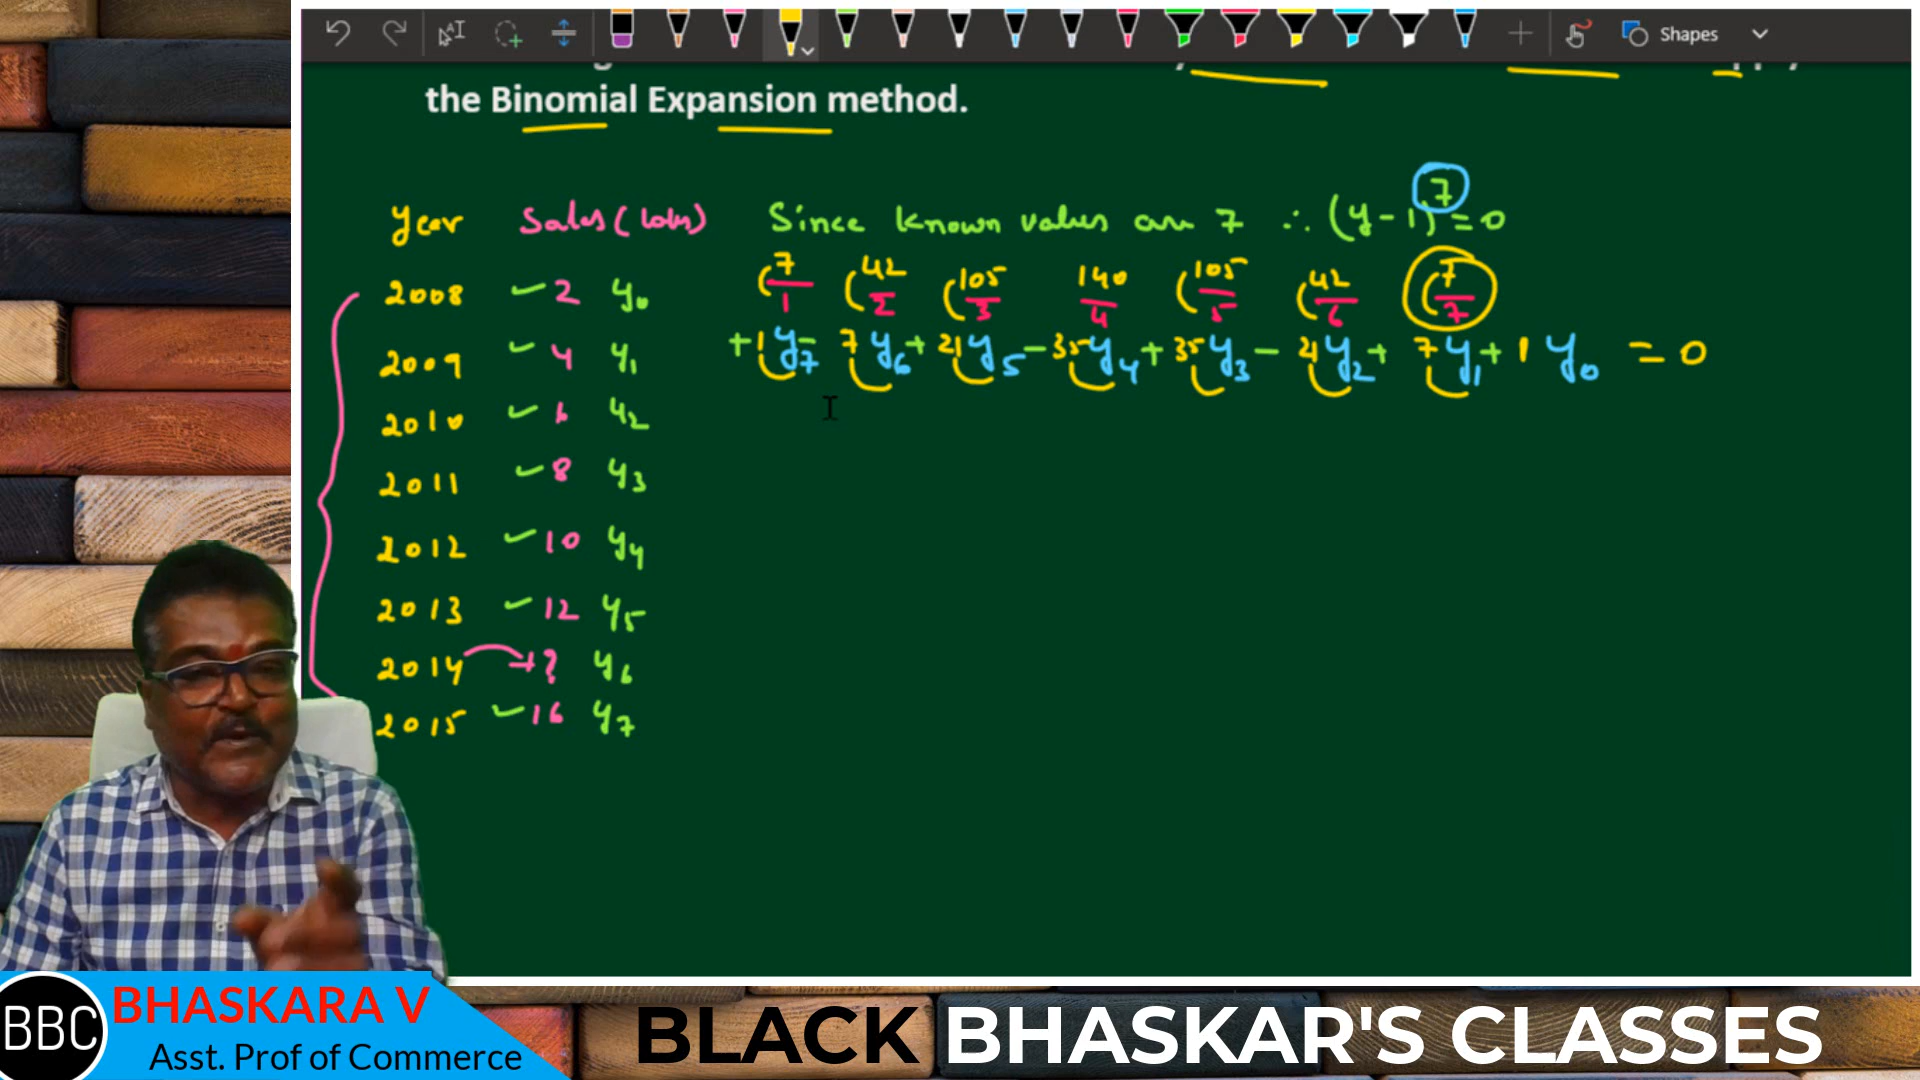 Shapes
the Binomial Expansion method.
Year Sales (lakhs) Since known values are 7 ∴ (y-1)^7 = 0
7/1 42/2 105/3 140/4 105/5 42/6 7/7
2008 2 y0
+1y7 - 7y6 + 21y5 - 35y4 + 35y3 - 21y2 + 7y1 + 1y0 = 0
2009 4 y1
2010 6 y2
2011 8 y3
2012 10 y4
2013 12 y5
2014 → ? y6
2015 16 y7
BBC
BHASKARA V
Asst. Prof of Commerce
BLACK BHASKAR'S CLASSES